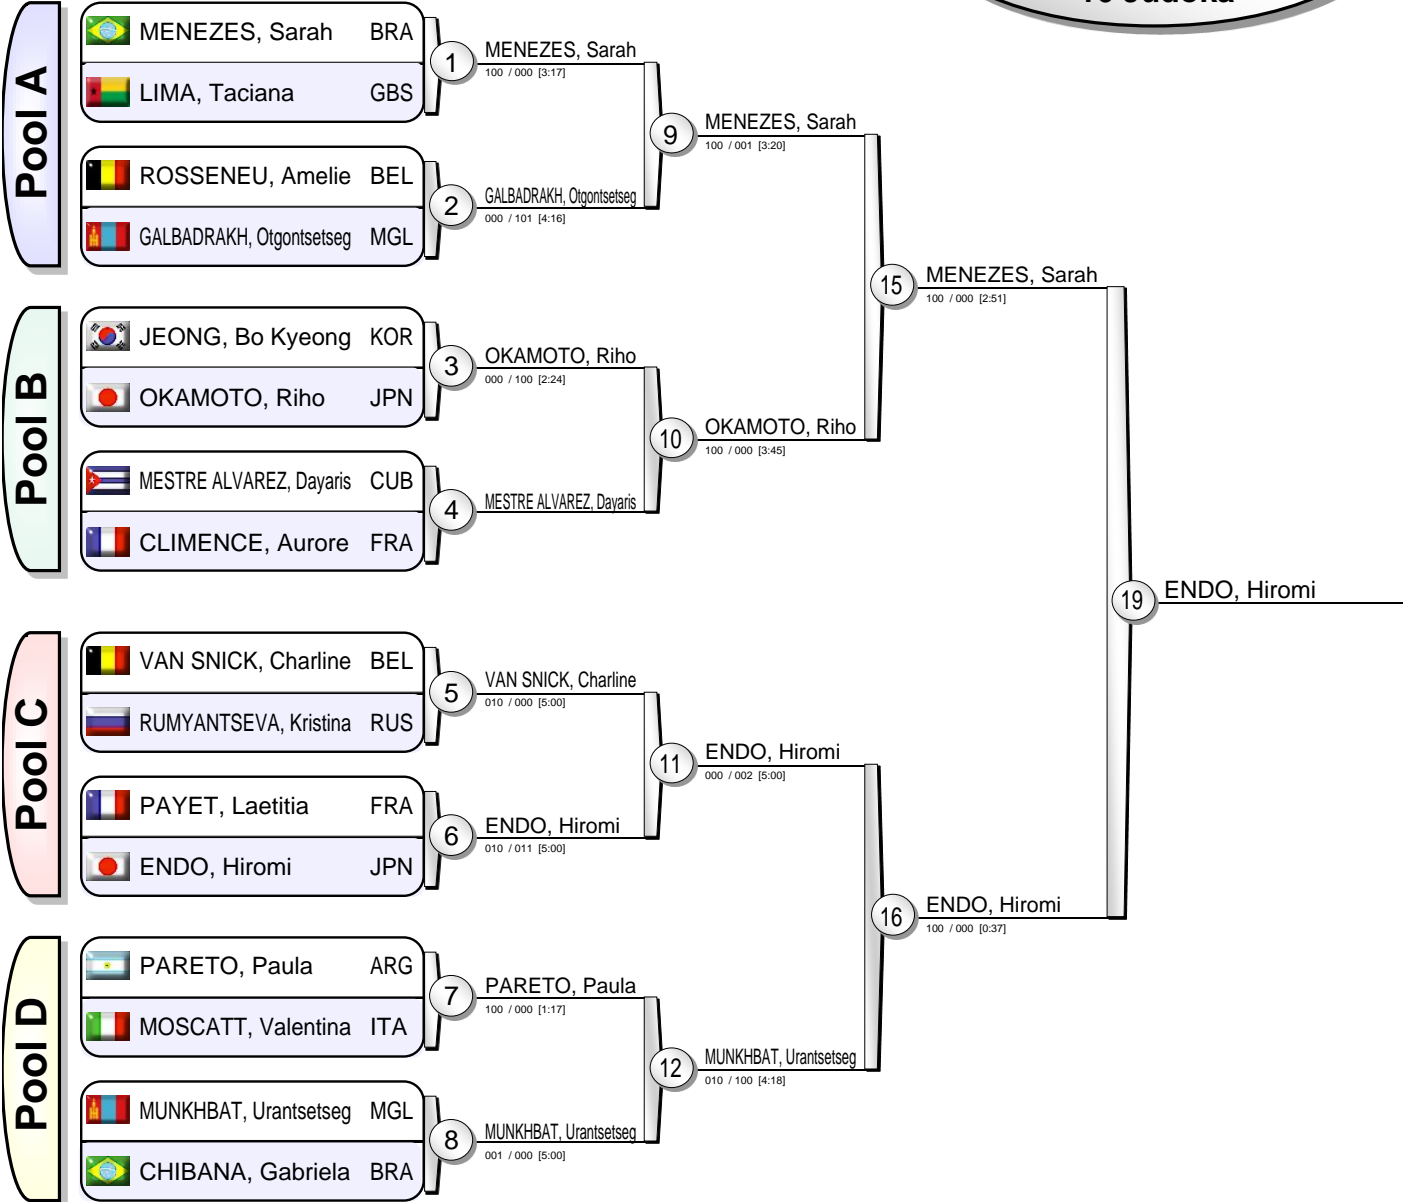 16 Judoka
Pool A
MENEZES, Sarah BRA
LIMA, Taciana GBS
ROSSENEU, Amelie BEL
GALBADRAKH, Otgontsetseg MGL
Pool B
JEONG, Bo Kyeong KOR
OKAMOTO, Riho JPN
MESTRE ALVAREZ, Dayaris CUB
CLIMENCE, Aurore FRA
Pool C
VAN SNICK, Charline BEL
RUMYANTSEVA, Kristina RUS
PAYET, Laetitia FRA
ENDO, Hiromi JPN
Pool D
PARETO, Paula ARG
MOSCATT, Valentina ITA
MUNKHBAT, Urantsetseg MGL
CHIBANA, Gabriela BRA
1
MENEZES, Sarah
100 / 000 [3:17]
2
GALBADRAKH, Otgontsetseg
000 / 101 [4:16]
3
OKAMOTO, Riho
000 / 100 [2:24]
4
MESTRE ALVAREZ, Dayaris
5
VAN SNICK, Charline
010 / 000 [5:00]
6
ENDO, Hiromi
010 / 011 [5:00]
7
PARETO, Paula
100 / 000 [1:17]
8
MUNKHBAT, Urantsetseg
001 / 000 [5:00]
9
MENEZES, Sarah
100 / 001 [3:20]
10
OKAMOTO, Riho
100 / 000 [3:45]
11
ENDO, Hiromi
000 / 002 [5:00]
12
MUNKHBAT, Urantsetseg
010 / 100 [4:18]
15
MENEZES, Sarah
100 / 000 [2:51]
16
ENDO, Hiromi
100 / 000 [0:37]
19
ENDO, Hiromi